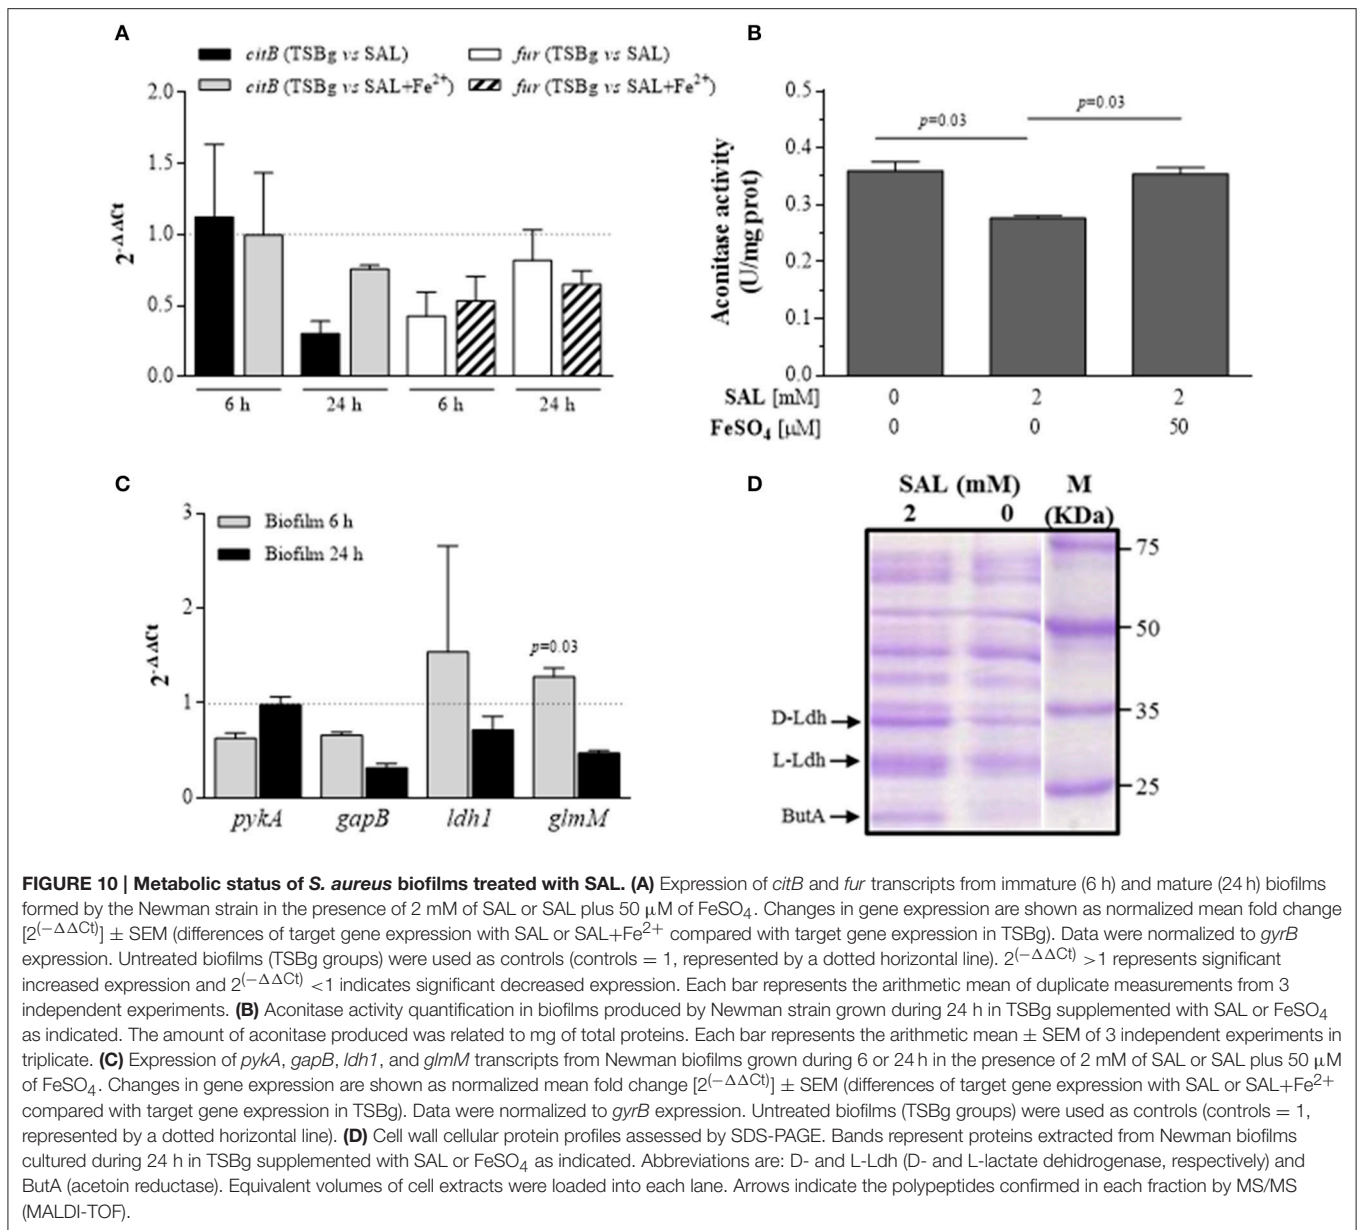 A
citB (TSBg vs SAL)
fur (TSBg vs SAL)
citB (TSBg vs SAL+Fe2+)
fur (TSBg vs SAL+Fe2+)
2.0
1.5
1.0
0.5
0.0
2-ΔΔCt
6 h
24 h
6 h
24 h
B
p=0.03
p=0.03
0.5
0.4
0.3
0.2
0.1
0.0
Aconitase activity
(U/mg prot)
SAL [mM] 0 2 2
FeSO4 [µM] 0 0 50
C
Biofilm 6 h
Biofilm 24 h
3
2
1
0
2-ΔΔCt
p=0.03
pykA gapB ldh1 glmM
D
SAL (mM) M
2 0 (KDa)
75
50
35
25
D-Ldh
L-Ldh
ButA
FIGURE 10 | Metabolic status of S. aureus biofilms treated with SAL. (A) Expression of citB and fur transcripts from immature (6 h) and mature (24 h) biofilms
formed by the Newman strain in the presence of 2 mM of SAL or SAL plus 50 μM of FeSO4. Changes in gene expression are shown as normalized mean fold change
[2(−ΔΔCt)] ± SEM (differences of target gene expression with SAL or SAL+Fe2+ compared with target gene expression in TSBg). Data were normalized to gyrB
expression. Untreated biofilms (TSBg groups) were used as controls (controls = 1, represented by a dotted horizontal line). 2(−ΔΔCt) >1 represents significant
increased expression and 2(−ΔΔCt) <1 indicates significant decreased expression. Each bar represents the arithmetic mean of duplicate measurements from 3
independent experiments. (B) Aconitase activity quantification in biofilms produced by Newman strain grown during 24 h in TSBg supplemented with SAL or FeSO4
as indicated. The amount of aconitase produced was related to mg of total proteins. Each bar represents the arithmetic mean ± SEM of 3 independent experiments in
triplicate. (C) Expression of pykA, gapB, ldh1, and glmM transcripts from Newman biofilms grown during 6 or 24 h in the presence of 2 mM of SAL or SAL plus 50 μM
of FeSO4. Changes in gene expression are shown as normalized mean fold change [2(−ΔΔCt)] ± SEM (differences of target gene expression with SAL or SAL+Fe2+
compared with target gene expression in TSBg). Data were normalized to gyrB expression. Untreated biofilms (TSBg groups) were used as controls (controls = 1,
represented by a dotted horizontal line). (D) Cell wall cellular protein profiles assessed by SDS-PAGE. Bands represent proteins extracted from Newman biofilms
cultured during 24 h in TSBg supplemented with SAL or FeSO4 as indicated. Abbreviations are: D- and L-Ldh (D- and L-lactate dehidrogenase, respectively) and
ButA (acetoin reductase). Equivalent volumes of cell extracts were loaded into each lane. Arrows indicate the polypeptides confirmed in each fraction by MS/MS
(MALDI-TOF).